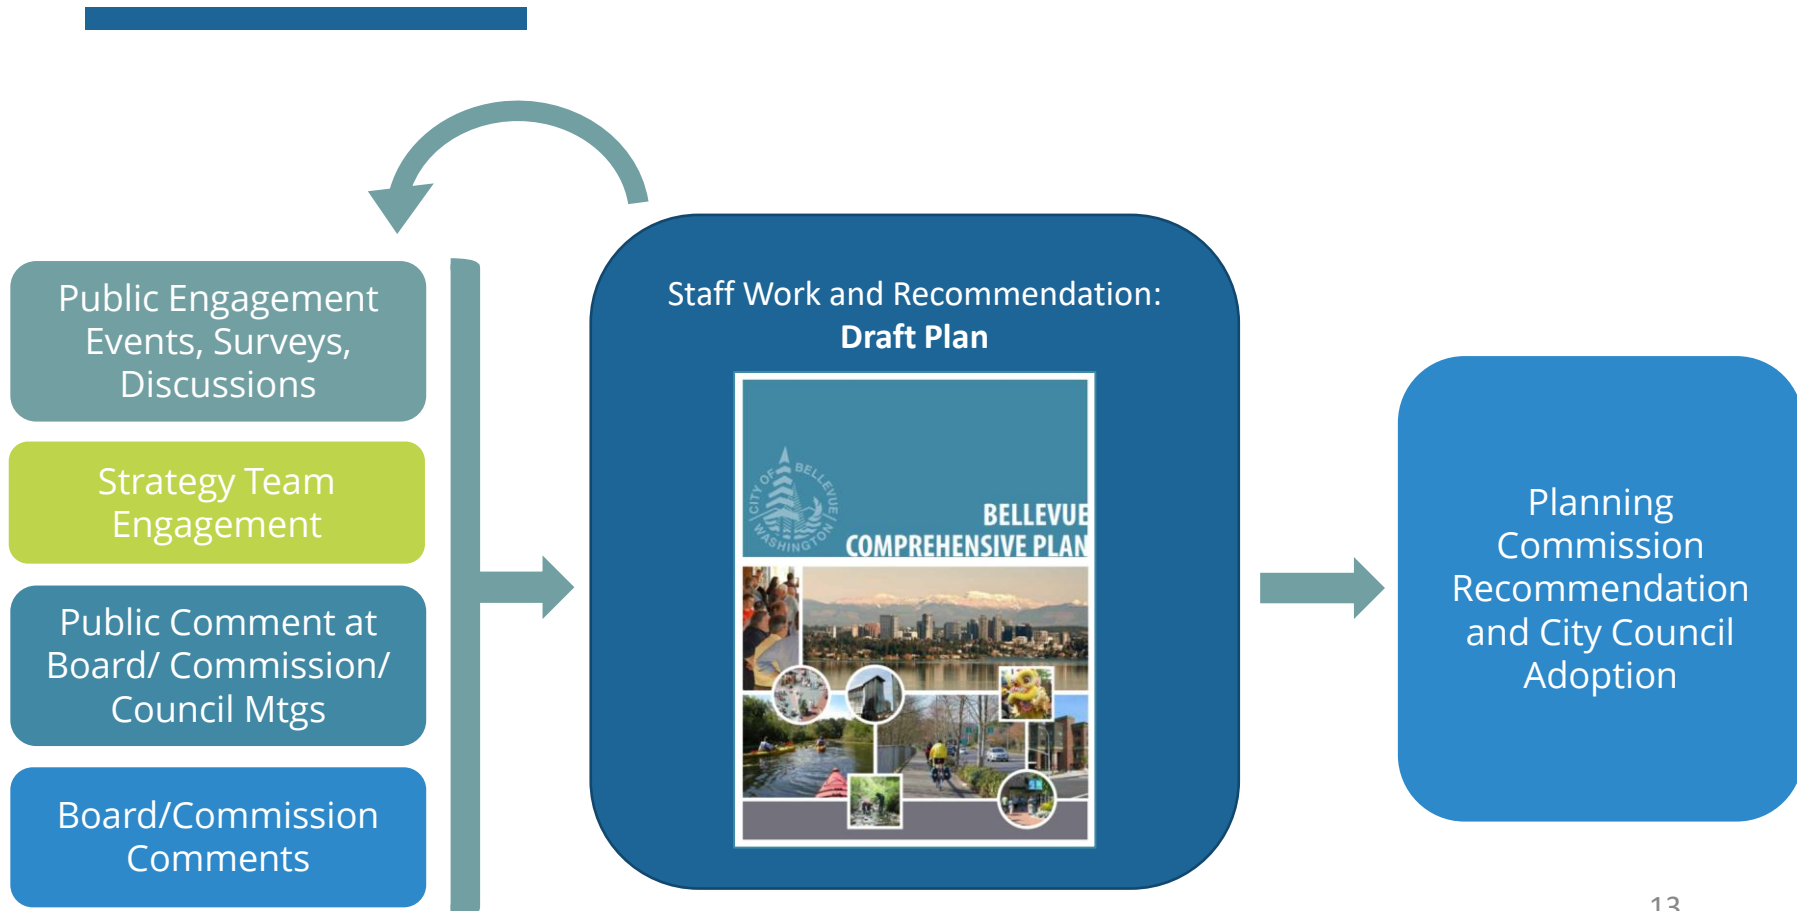 Public Engagement
Events, Surveys,
Discussions
Strategy Team
Engagement
Public Comment at
Board/ Commission/
Council Mtgs
Board/Commission
Comments
Staff Work and Recommendation:
Draft Plan
CITY OF BELLEVUE
WASHINGTON
BELLEVUE
COMPREHENSIVE PLAN
Planning
Commission
Recommendation
and City Council
Adoption
13